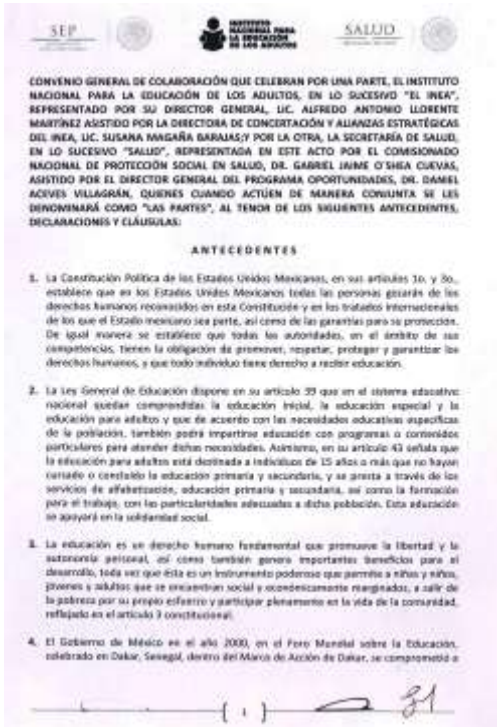 SEP
INSTITUTO
NACIONAL PARA
LA EDUCACIÓN
DE LOS ADULTOS
SALUD
CONVENIO GENERAL DE COLABORACIÓN QUE CELEBRAN POR UNA PARTE, EL INSTITUTO
NACIONAL PARA LA EDUCACIÓN DE LOS ADULTOS, EN LO SUCESIVO "EL INEA",
REPRESENTADO POR SU DIRECTOR GENERAL, LIC. ALFREDO ANTONIO LLORENTE
MARTÍNEZ ASISTIDO POR LA DIRECTORA DE CONCERTACIÓN Y ALIANZAS ESTRATÉGICAS
DEL INEA, LIC. SUSANA MAGAÑA BARAJAS;Y POR LA OTRA, LA SECRETARÍA DE SALUD,
EN LO SUCESIVO "SALUD", REPRESENTADA EN ESTE ACTO POR EL COMISIONADO
NACIONAL DE PROTECCIÓN SOCIAL EN SALUD, DR. GABRIEL JAIME O'SHEA CUEVAS,
ASISTIDO POR EL DIRECTOR GENERAL DEL PROGRAMA OPORTUNIDADES, DR. DANIEL
ACEVES VILLAGRÁN, QUIENES CUANDO ACTÚEN DE MANERA CONJUNTA SE LES
DENOMINARÁ COMO "LAS PARTES", AL TENOR DE LOS SIGUIENTES ANTECEDENTES,
DECLARACIONES Y CLÁUSULAS:
ANTECEDENTES
1. La Constitución Política de los Estados Unidos Mexicanos, en sus artículos 1o. y 3o.,
establece que en los Estados Unidos Mexicanos todas las personas gozarán de los
derechos humanos reconocidos en esta Constitución y en los tratados internacionales
de los que el Estado mexicano sea parte, así como de las garantías para su protección.
De igual manera se establece que todas las autoridades, en el ámbito de sus
competencias, tienen la obligación de promover, respetar, proteger y garantizar los
derechos humanos, y que todo individuo tiene derecho a recibir educación.
2. La Ley General de Educación dispone en su artículo 39 que en el sistema educativo
nacional quedan comprendidas la educación inicial, la educación especial y la
educación para adultos y que de acuerdo con las necesidades educativas específicas
de la población, también podrá impartirse educación con programas o contenidos
particulares para atender dichas necesidades. Asimismo, en su artículo 43 señala que
la educación para adultos está destinada a individuos de 15 años o más que no hayan
cursado o concluido la educación primaria y secundaria, y se presta a través de los
servicios de alfabetización, educación primaria y secundaria, así como la formación
para el trabajo, con las particularidades adecuadas a dicha población. Esta educación
se apoyará en la solidaridad social.
3. La educación es un derecho humano fundamental que promueve la libertad y la
autonomía personal, así como también genera importantes beneficios para el
desarrollo, toda vez que ésta es un instrumento poderoso que permite a niñas y niños,
jóvenes y adultos que se encuentran social y económicamente marginados, a salir de
la pobreza por su propio esfuerzo y participar plenamente en la vida de la comunidad,
reflejado en el artículo 3 constitucional.
4. El Gobierno de México en el año 2000, en el Foro Mundial sobre la Educación,
celebrado en Dakar, Senegal, dentro del Marco de Acción de Dakar, se comprometió a
1